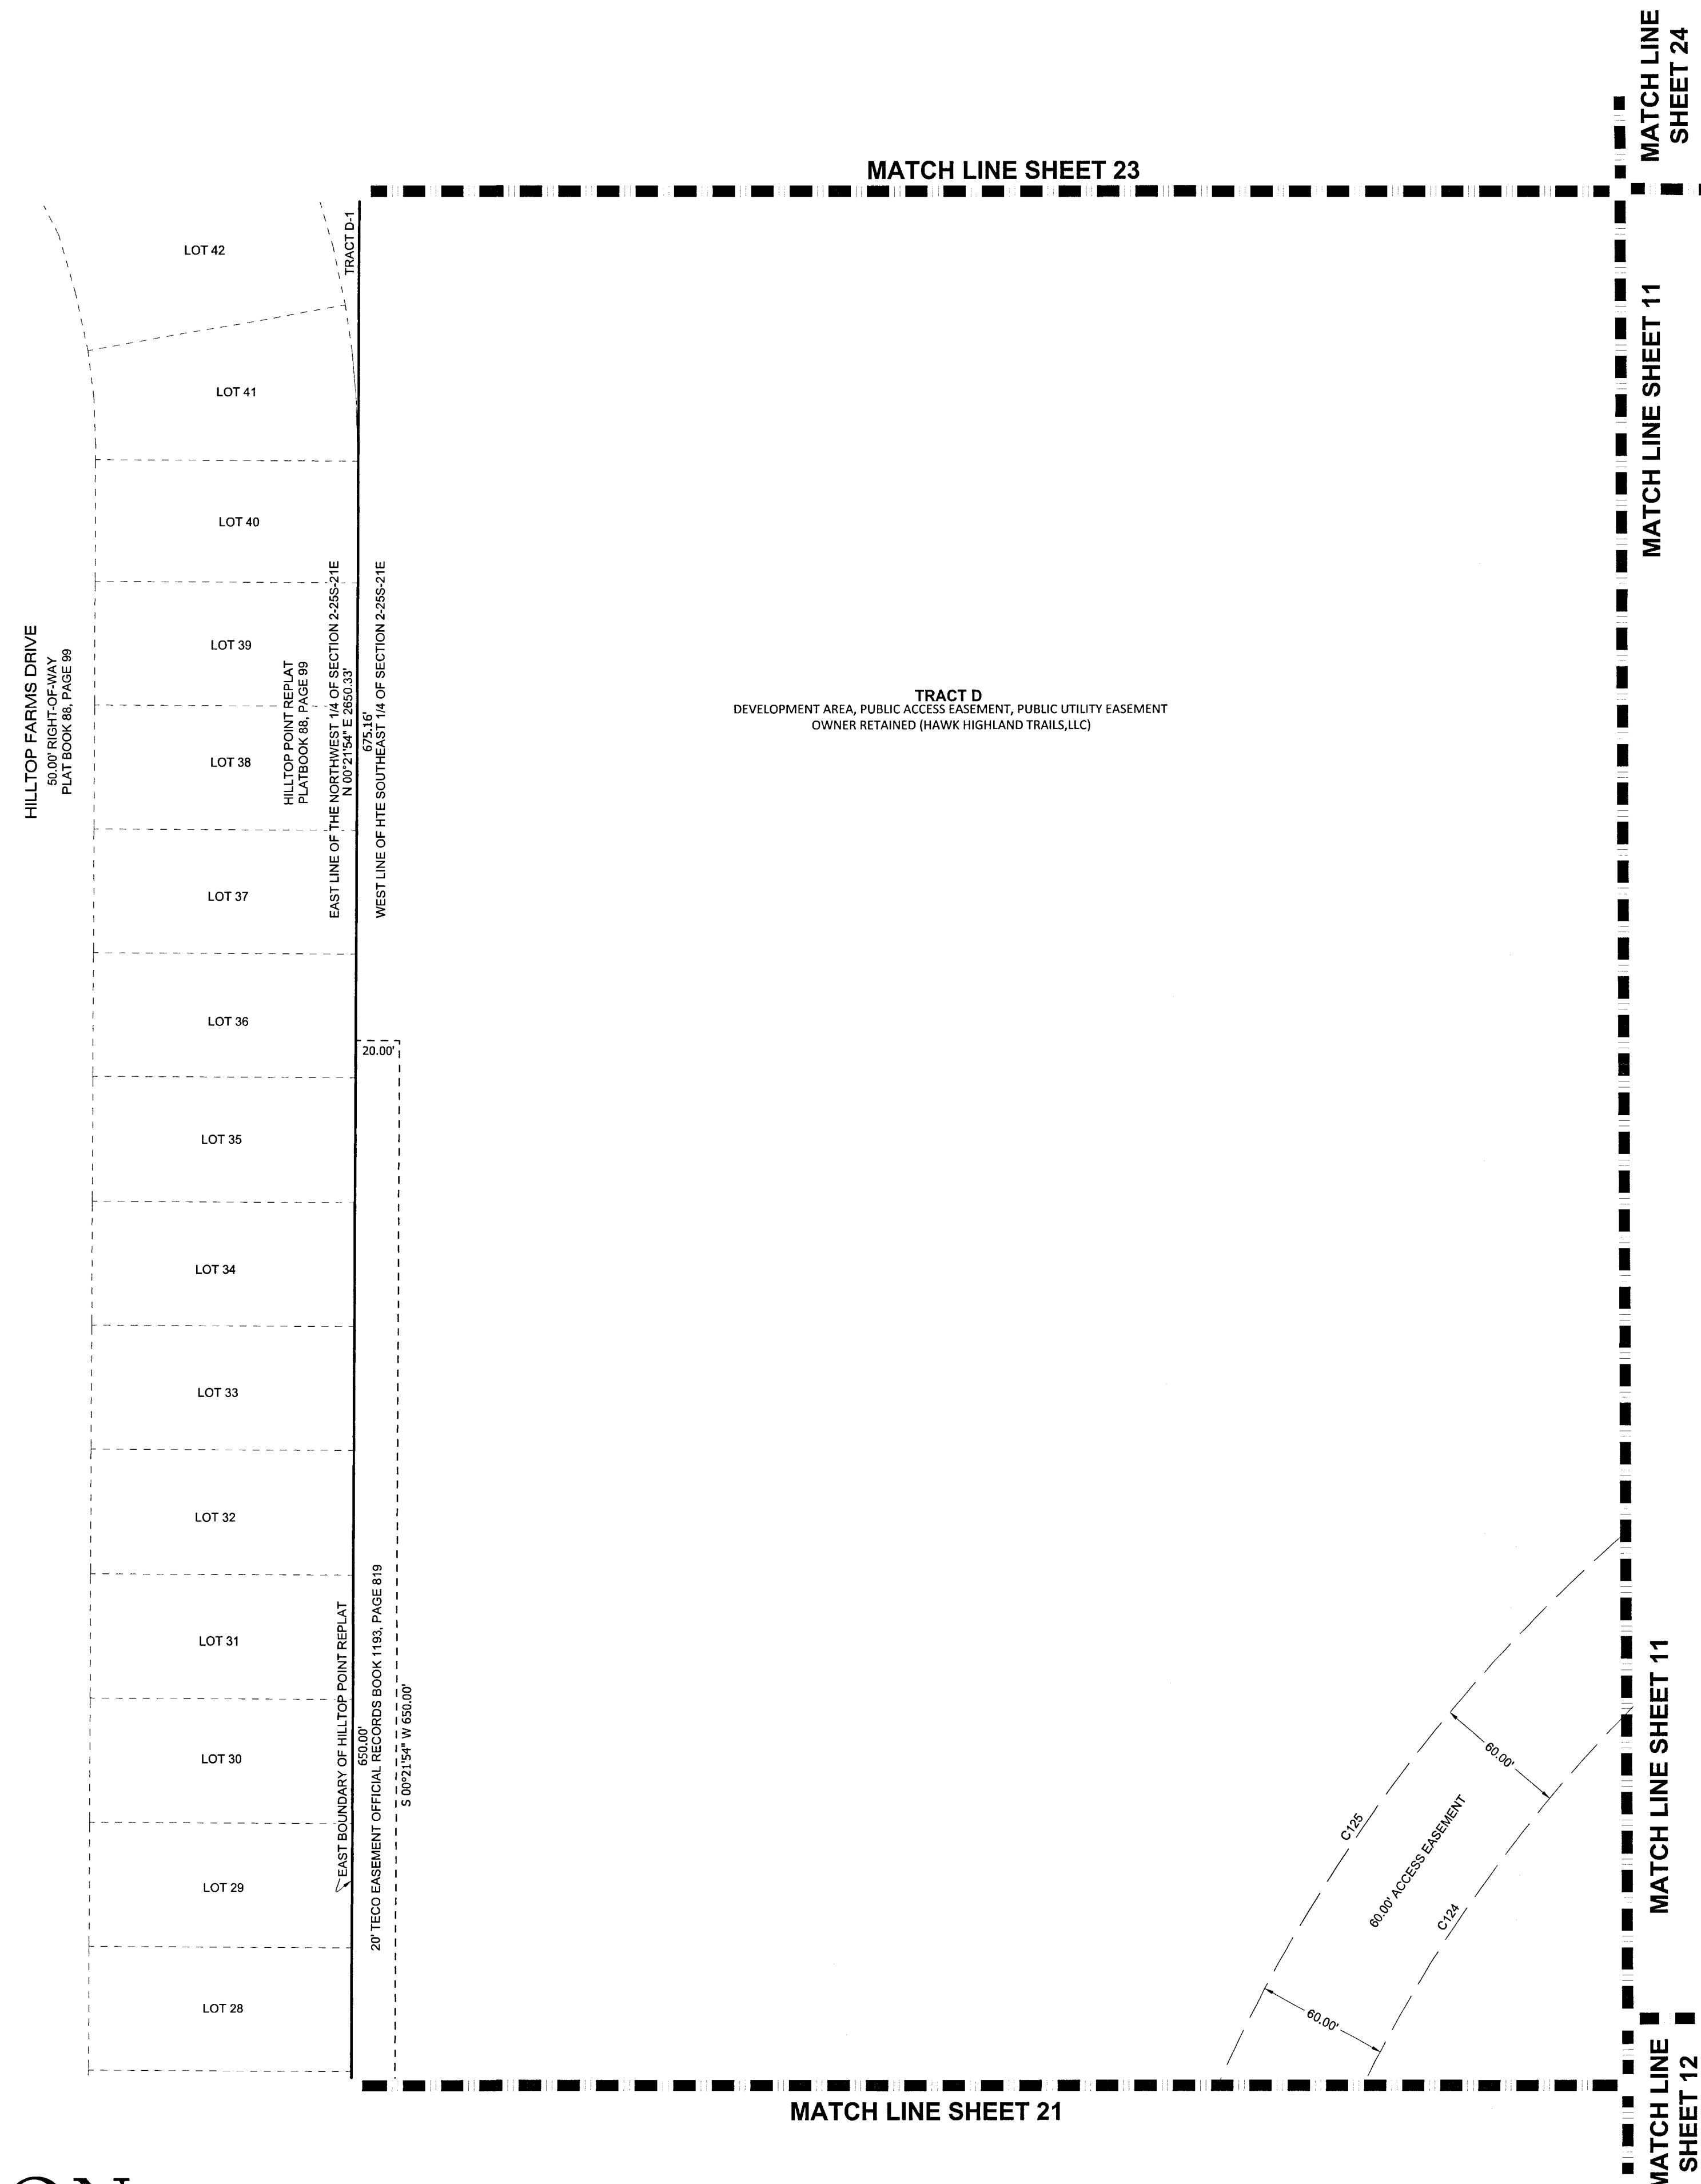 MATCH LINE
SHEET 24
MATCH LINE SHEET 23
TRACT D-1
LOT 42
MATCH LINE SHEET 11
LOT 41
LOT 40
LOT 39
LOT 38
LOT 37
LOT 36
LOT 35
LOT 34
LOT 33
LOT 32
LOT 31
LOT 30
LOT 29
LOT 28
HILLTOP FARMS DRIVE
50.00' RIGHT-OF-WAY
PLAT BOOK 88, PAGE 99
HILLTOP POINT REPLAT
PLATBOOK 88, PAGE 99
EAST LINE OF THE NORTHWEST 1/4 OF SECTION 2-25S-21E
N 00°21'54" E 2650.33'
675.16'
WEST LINE OF HTE SOUTHEAST 1/4 OF SECTION 2-25S-21E
TRACT D
DEVELOPMENT AREA, PUBLIC ACCESS EASEMENT, PUBLIC UTILITY EASEMENT
OWNER RETAINED (HAWK HIGHLAND TRAILS,LLC)
20.00'
EAST BOUNDARY OF HILLTOP POINT REPLAT
650.00'
20' TECO EASEMENT OFFICIAL RECORDS BOOK 1193, PAGE 819
S 00°21'54" W 650.00'
60.00'
C125
60.00' ACCESS EASEMENT
C124
60.00'
MATCH LINE SHEET 11
MATCH LINE SHEET 21
MATCH LINE
SHEET 12